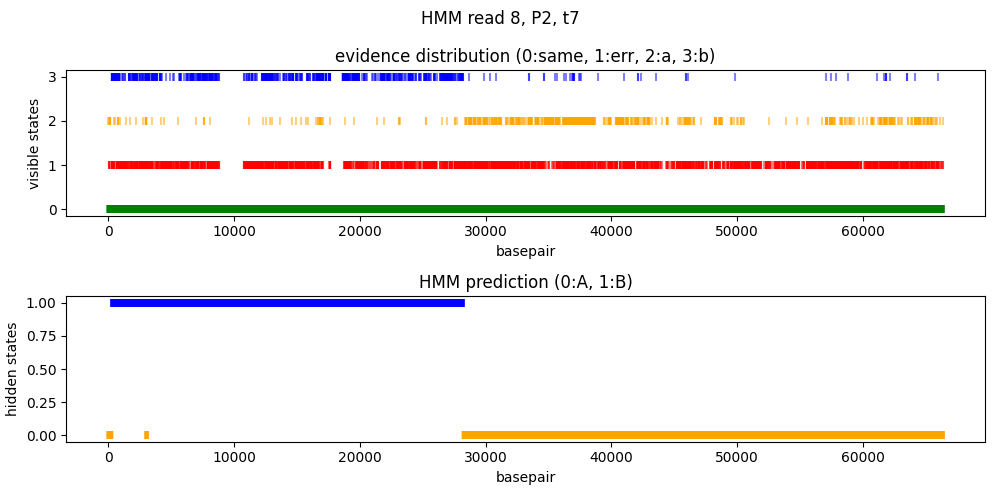 HMM read 8, P2, t7
evidence distribution (0:same, 1:err, 2:a, 3:b)
visible states
3
2
1
0
0 10000 20000 30000 40000 50000 60000
basepair
HMM prediction (0:A, 1:B)
hidden states
1.00
0.75
0.50
0.25
0.00
0 10000 20000 30000 40000 50000 60000
basepair